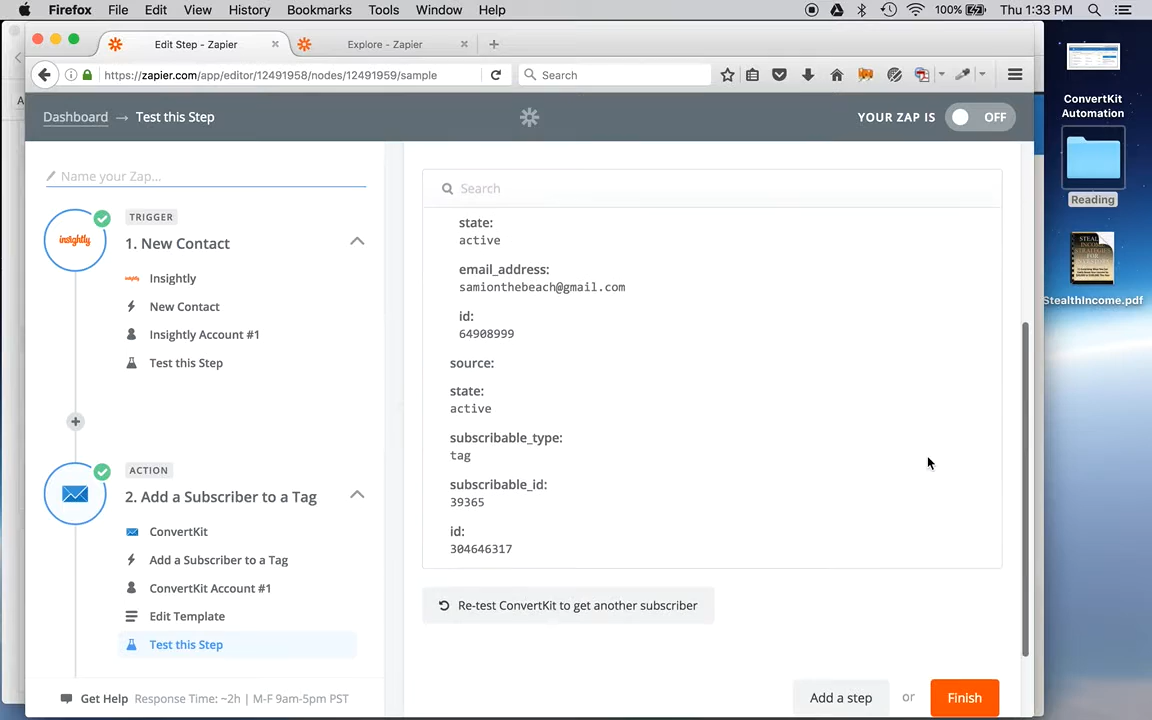 Firefox File Edit View History Bookmarks Tools Window Help 100% Thu 1:33 PM
Edit Step - Zapier × Explore - Zapier × +
https://zapier.com/app/editor/12491958/nodes/12491959/sample Search
Dashboard → Test this Step YOUR ZAP IS OFF
Name your Zap...
TRIGGER
insightly
1. New Contact
Insightly
New Contact
Insightly Account #1
Test this Step
ACTION
2. Add a Subscriber to a Tag
ConvertKit
Add a Subscriber to a Tag
ConvertKit Account #1
Edit Template
Test this Step
Get Help Response Time: ~2h | M-F 9am-5pm PST
Search
state:
active
email_address:
samionthebeach@gmail.com
id:
64908999
source:
state:
active
subscribable_type:
tag
subscribable_id:
39365
id:
304646317
Re-test ConvertKit to get another subscriber
Add a step or Finish
ConvertKit
Automation
Reading
STEAL
INCOME
StealthIncome.pdf